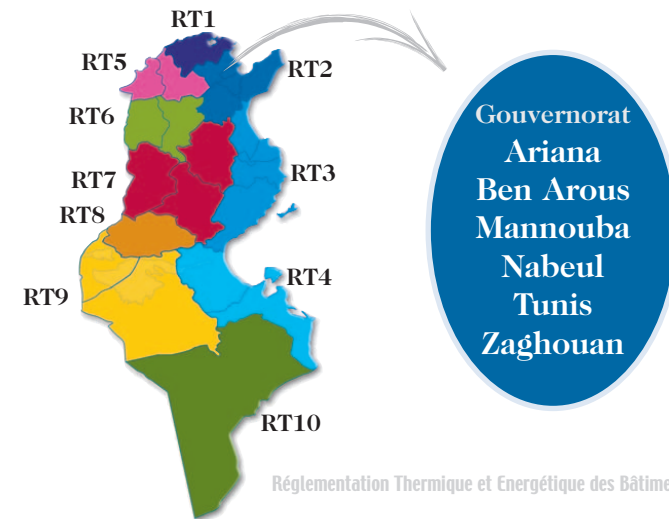 RT1
RT5
RT2
RT6
RT7
RT3
RT8
RT4
RT9
RT10
Gouvernorat
Ariana
Ben Arous
Mannouba
Nabeul
Tunis
Zaghouan
Réglementation Thermique et Energétique des Bâtime